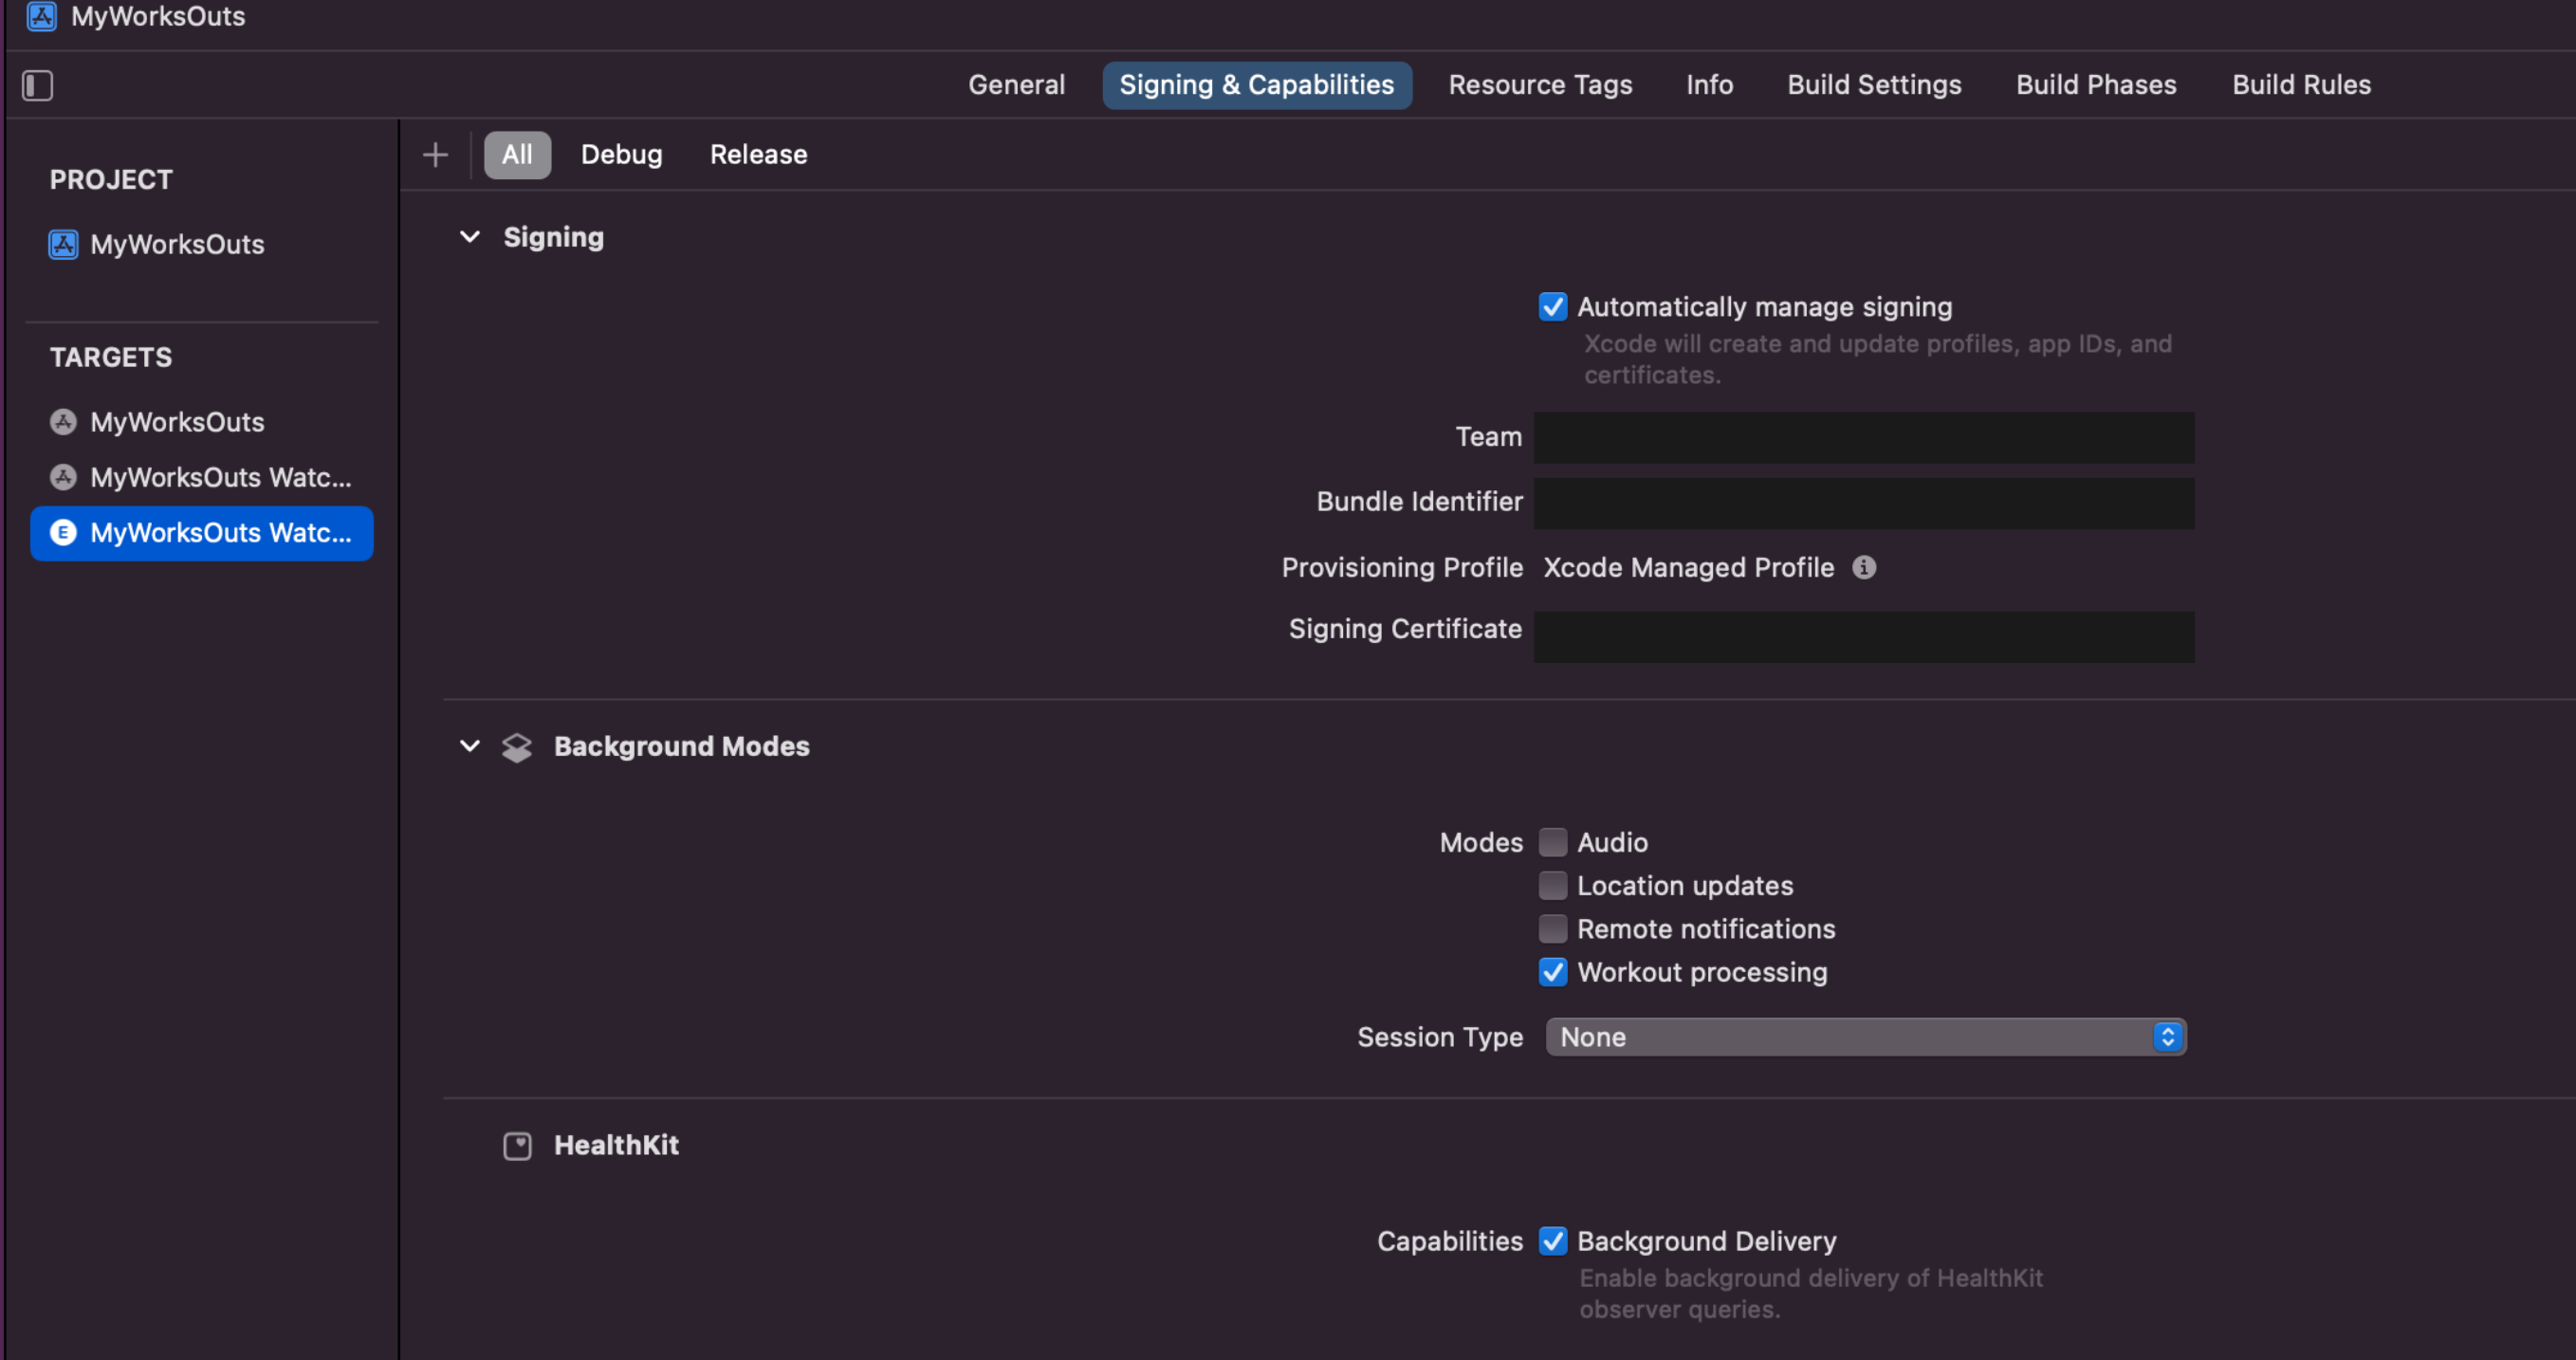 MyWorksOuts
General Signing & Capabilities Resource Tags Info Build Settings Build Phases Build Rules
PROJECT
MyWorksOuts
TARGETS
MyWorksOuts
MyWorksOuts Watc...
E MyWorksOuts Watc...
+ All Debug Release
Signing
Automatically manage signing
Xcode will create and update profiles, app IDs, and
certificates.
Team
Bundle Identifier
Provisioning Profile Xcode Managed Profile
Signing Certificate
Background Modes
Modes Audio
Location updates
Remote notifications
Workout processing
Session Type None
HealthKit
Capabilities Background Delivery
Enable background delivery of HealthKit
observer queries.